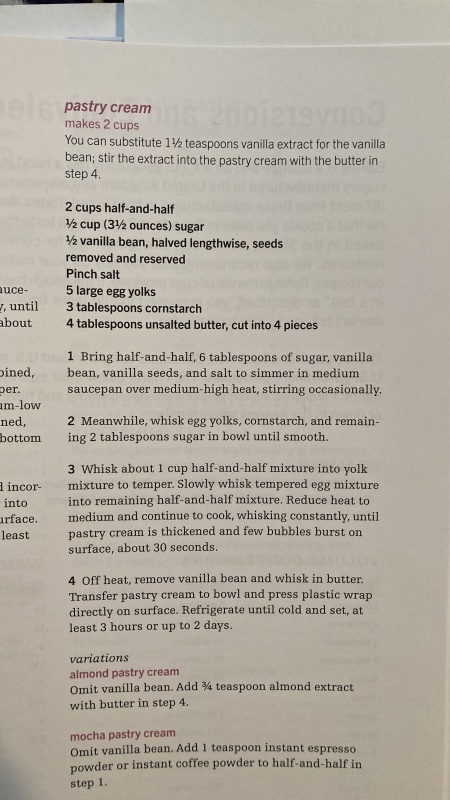 pastry cream
makes 2 cups
You can substitute 1½ teaspoons vanilla extract for the vanilla
bean; stir the extract into the pastry cream with the butter in
step 4.
2 cups half-and-half
½ cup (3½ ounces) sugar
½ vanilla bean, halved lengthwise, seeds
removed and reserved
Pinch salt
5 large egg yolks
3 tablespoons cornstarch
4 tablespoons unsalted butter, cut into 4 pieces
1 Bring half-and-half, 6 tablespoons of sugar, vanilla
bean, vanilla seeds, and salt to simmer in medium
saucepan over medium-high heat, stirring occasionally.
2 Meanwhile, whisk egg yolks, cornstarch, and remain-
ing 2 tablespoons sugar in bowl until smooth.
3 Whisk about 1 cup half-and-half mixture into yolk
mixture to temper. Slowly whisk tempered egg mixture
into remaining half-and-half mixture. Reduce heat to
medium and continue to cook, whisking constantly, until
pastry cream is thickened and few bubbles burst on
surface, about 30 seconds.
4 Off heat, remove vanilla bean and whisk in butter.
Transfer pastry cream to bowl and press plastic wrap
directly on surface. Refrigerate until cold and set, at
least 3 hours or up to 2 days.
variations
almond pastry cream
Omit vanilla bean. Add ¾ teaspoon almond extract
with butter in step 4.
mocha pastry cream
Omit vanilla bean. Add 1 teaspoon instant espresso
powder or instant coffee powder to half-and-half in
step 1.